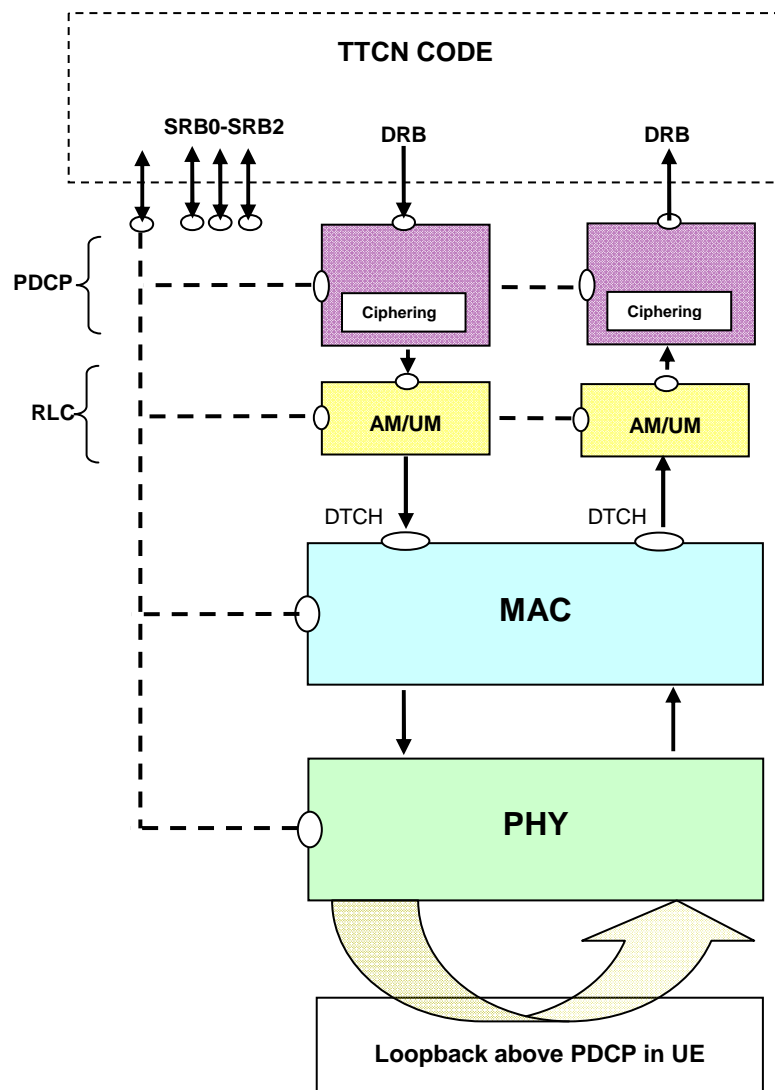 TTCN CODE
SRB0-SRB2
DRB
DRB
PDCP
Ciphering
Ciphering
RLC
AM/UM
AM/UM
DTCH
DTCH
MAC
PHY
Loopback above PDCP in UE